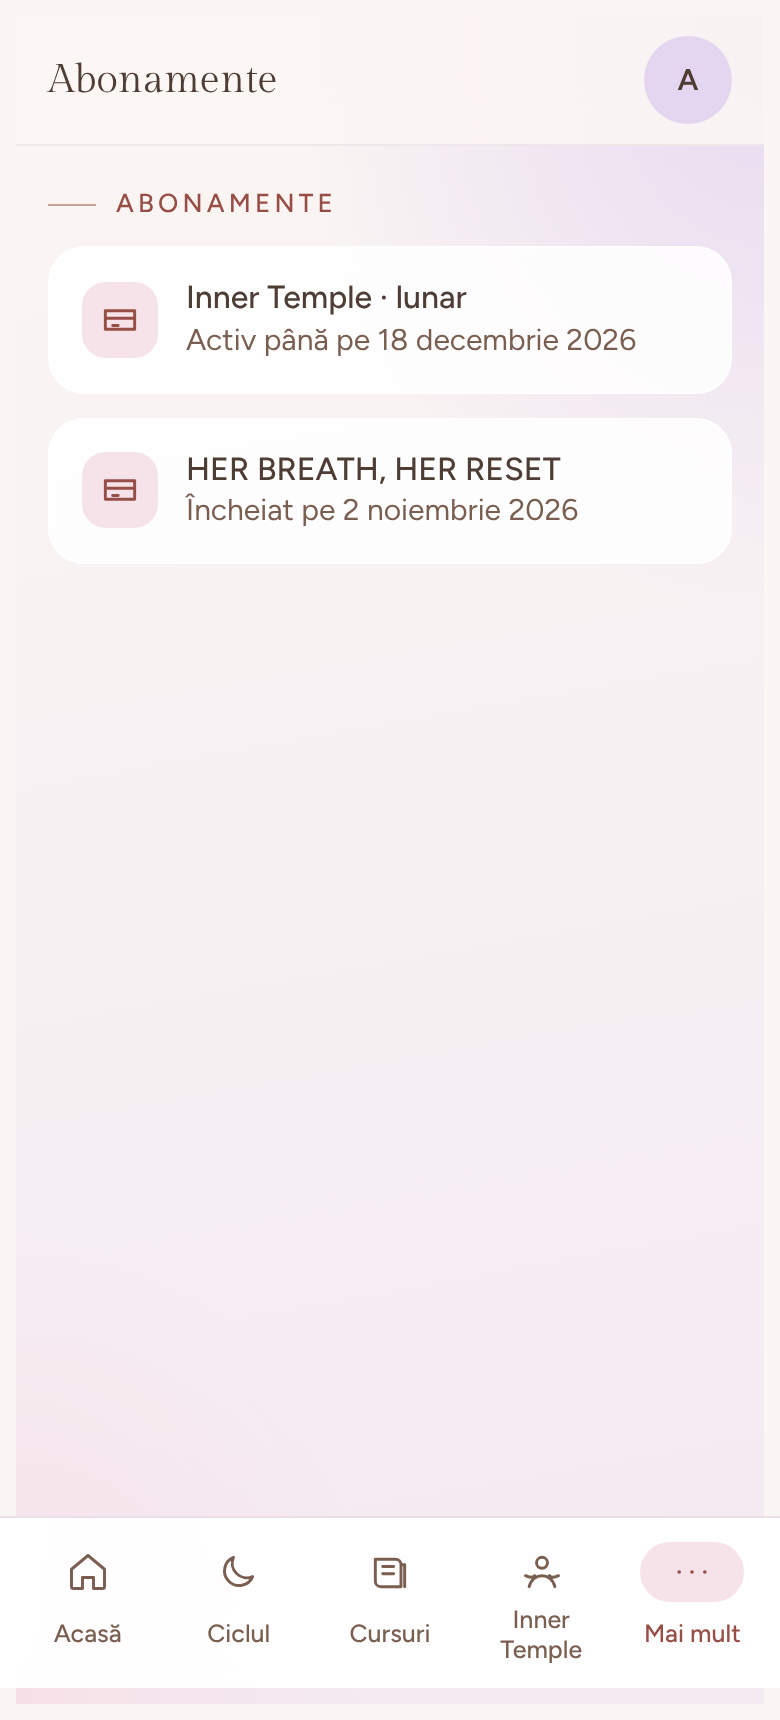 Abonamente
A
ABONAMENTE
Inner Temple · lunar
Activ până pe 18 decembrie 2026
HER BREATH, HER RESET
Încheiat pe 2 noiembrie 2026
Acasă
Ciclul
Cursuri
Inner
Temple
Mai mult